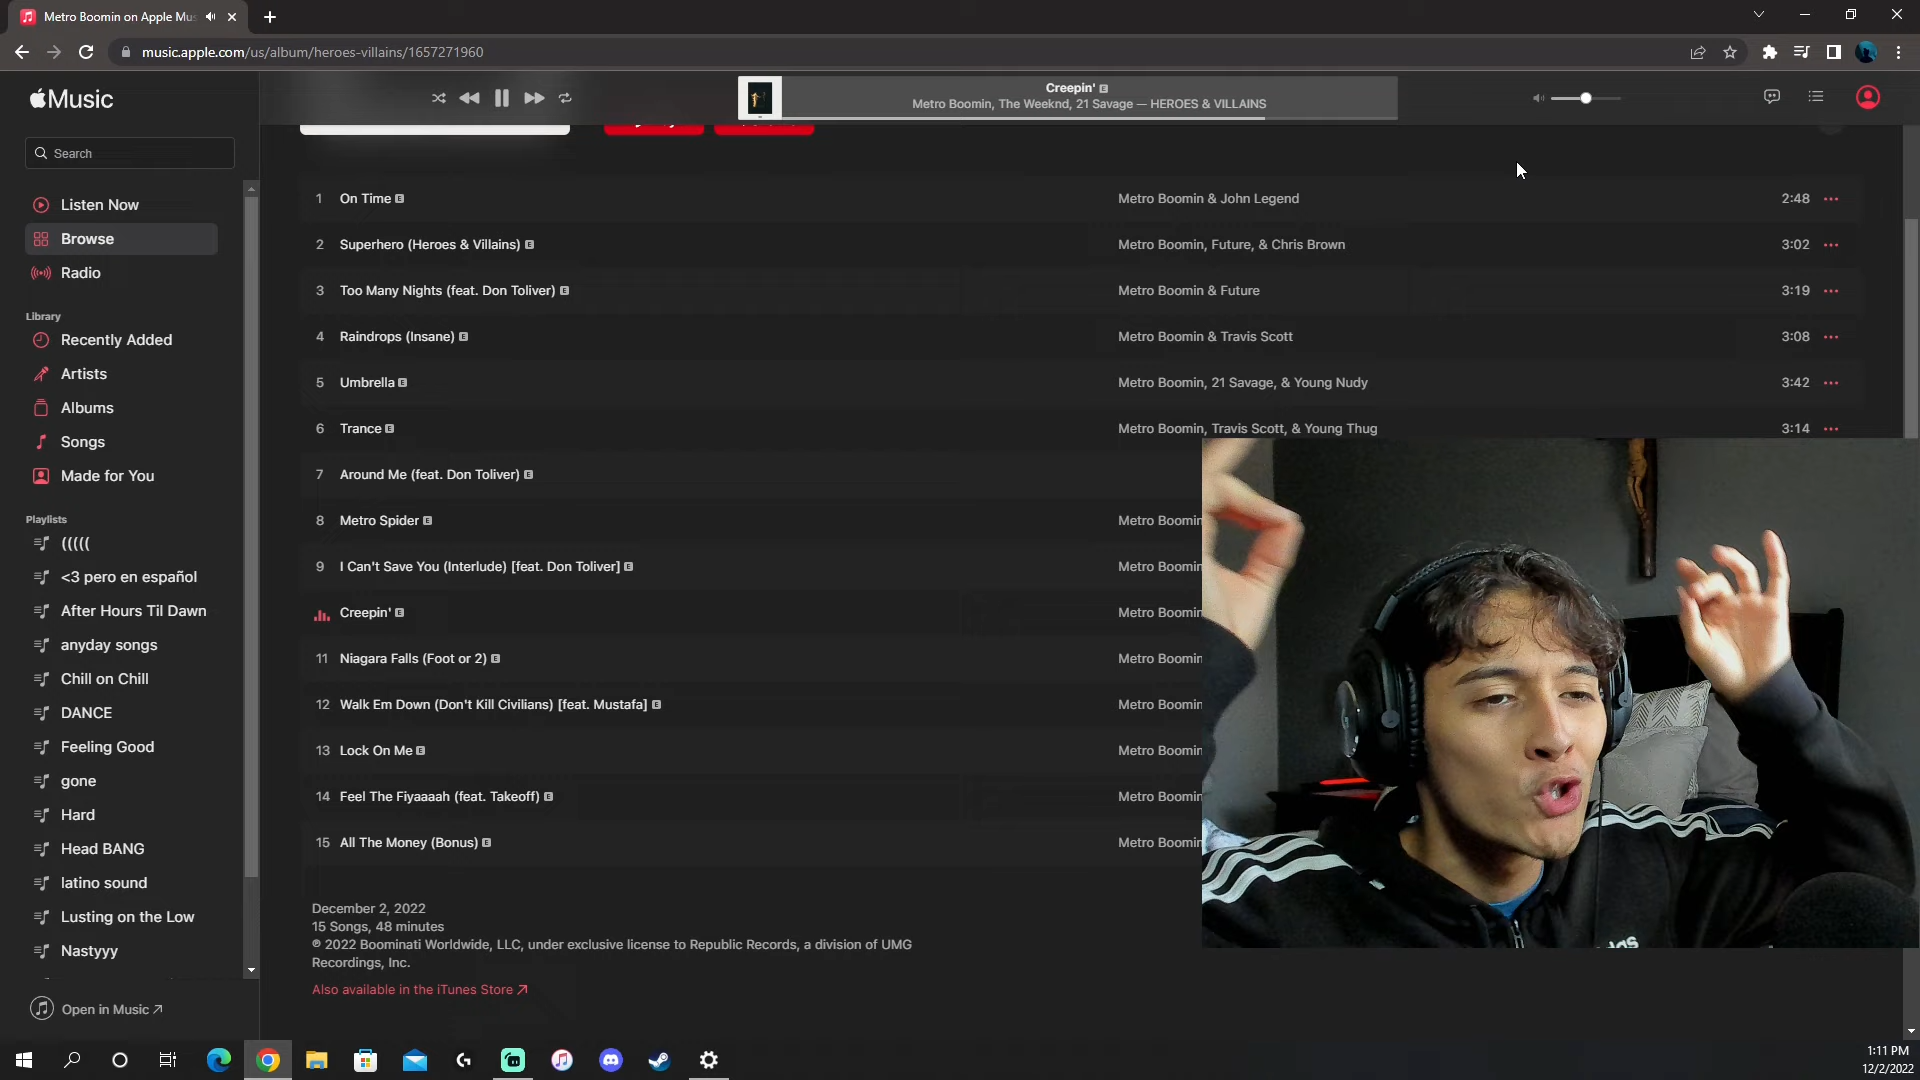 Metro Boomin on Apple Mus
music.apple.com/us/album/heroes-villains/1657271960
Music
Creepin' E
Metro Boomin, The Weeknd, 21 Savage — HEROES & VILLAINS
Search
Listen Now
Browse
Radio
Library
Recently Added
Artists
Albums
Songs
Made for You
Playlists
(((((
<3 pero en español
After Hours Til Dawn
anyday songs
Chill on Chill
DANCE
Feeling Good
gone
Hard
Head BANG
latino sound
Lusting on the Low
Nastyyy
Open in Music ↗
1 On Time E Metro Boomin & John Legend 2:48
2 Superhero (Heroes & Villains) E Metro Boomin, Future, & Chris Brown 3:02
3 Too Many Nights (feat. Don Toliver) E Metro Boomin & Future 3:19
4 Raindrops (Insane) E Metro Boomin & Travis Scott 3:08
5 Umbrella E Metro Boomin, 21 Savage, & Young Nudy 3:42
6 Trance E Metro Boomin, Travis Scott, & Young Thug 3:14
7 Around Me (feat. Don Toliver) E
8 Metro Spider E Metro Boomin
9 I Can't Save You (Interlude) [feat. Don Toliver] E Metro Boomin
Creepin' E Metro Boomin
11 Niagara Falls (Foot or 2) E Metro Boomin
12 Walk Em Down (Don't Kill Civilians) [feat. Mustafa] E Metro Boomin
13 Lock On Me E Metro Boomin
14 Feel The Fiyaaaah (feat. Takeoff) E Metro Boomin
15 All The Money (Bonus) E Metro Boomin
December 2, 2022
15 Songs, 48 minutes
℗ 2022 Boominati Worldwide, LLC, under exclusive license to Republic Records, a division of UMG
Recordings, Inc.
Also available in the iTunes Store ↗
1:11 PM
12/2/2022